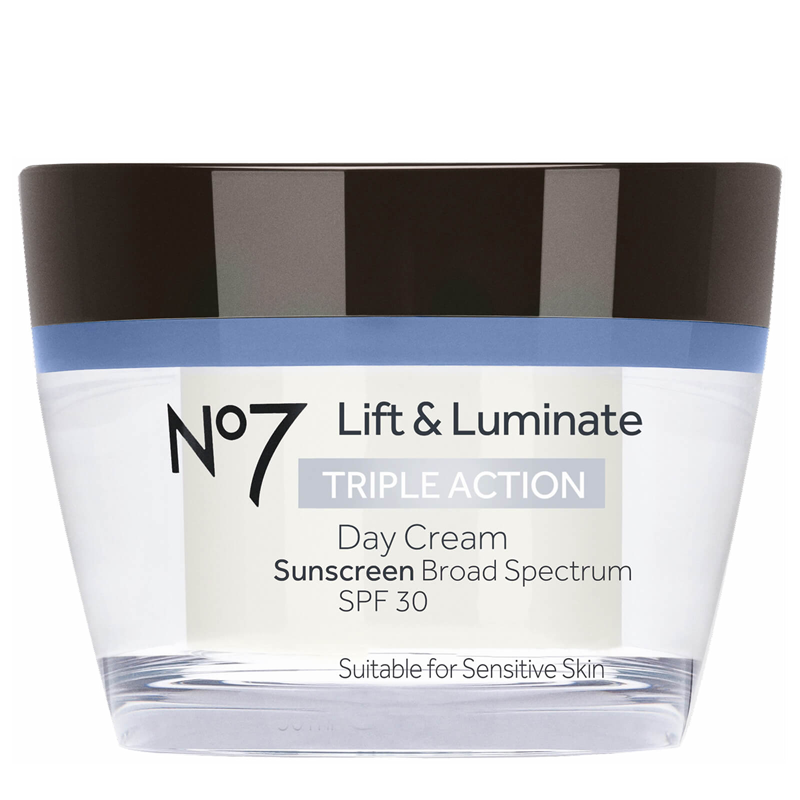 No7
Lift & Luminate
TRIPLE ACTION
Day Cream
Sunscreen Broad Spectrum
SPF 30
Suitable for Sensitive Skin